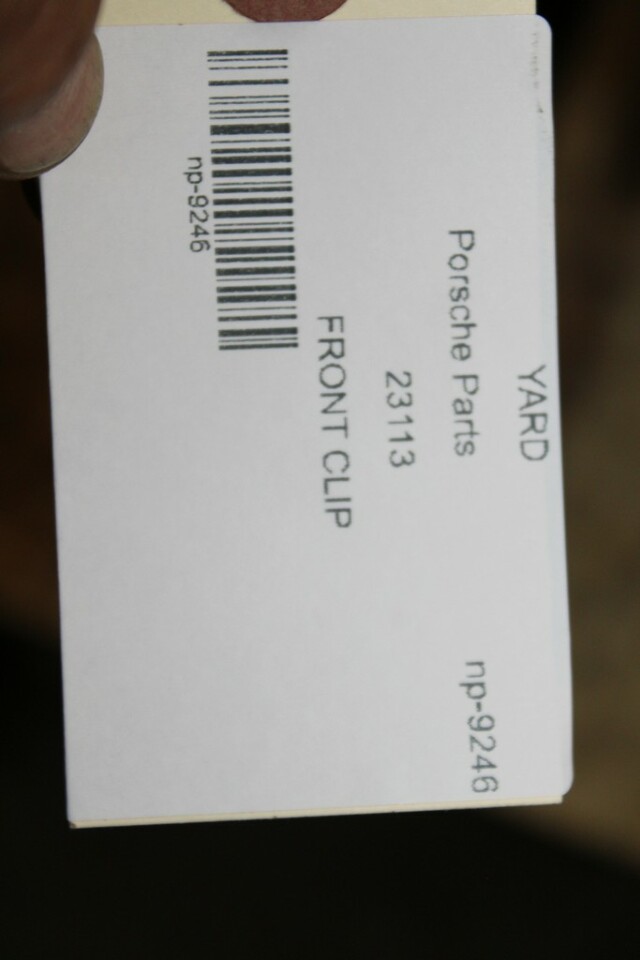 YARD
Porsche Parts
np-9246
23113
FRONT CLIP
np-9246